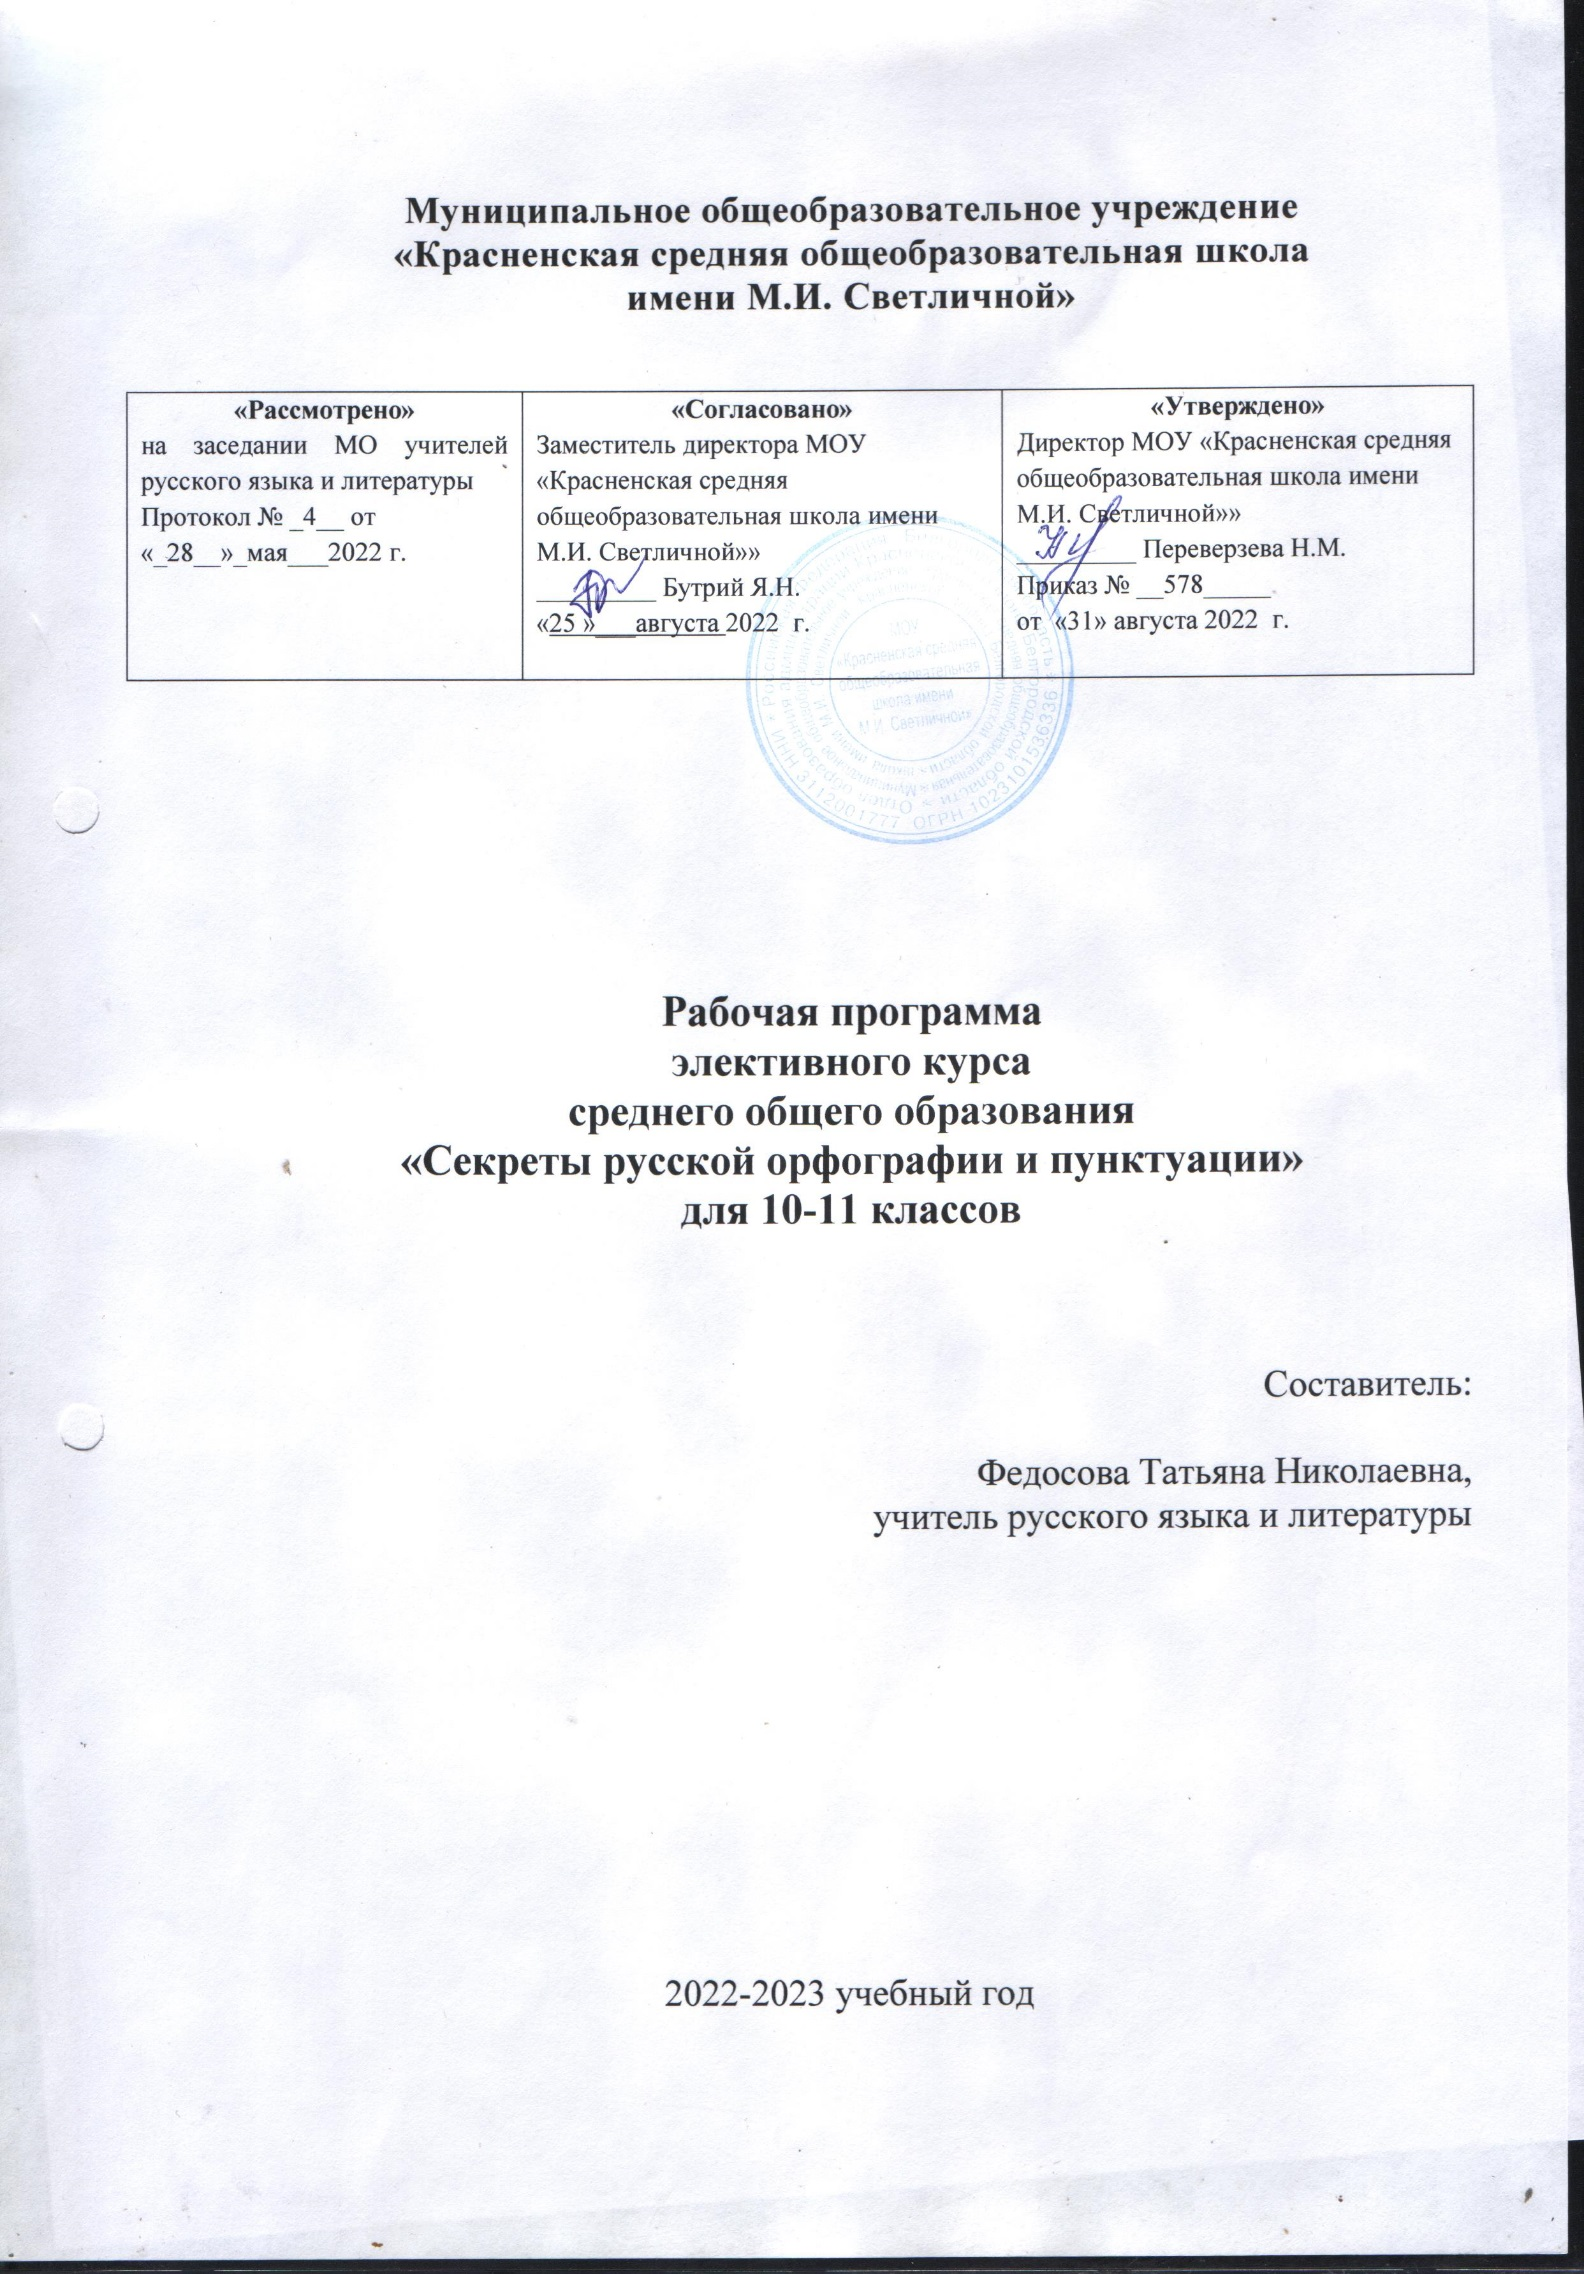 Муниципальное общеобразовательное учреждение
«Красненская средняя общеобразовательная школа
имени М.И. Светличной»
«Рассмотрено»
на заседании МО учителей
русского языка и литературы
Протокол № _4__ от
«_28__»_мая___2022 г.
«Согласовано»
Заместитель директора МОУ
«Красненская средняя
общеобразовательная школа имени
М.И. Светличной»»
_________ Бутрий Я.Н.
«25 »___августа 2022 г.
«Утверждено»
Директор МОУ «Красненская средняя
общеобразовательная школа имени
М.И. Светличной»»
_________ Переверзева Н.М.
Приказ № __578_____
от «31» августа 2022 г.
МОУ
«Красненская средняя
общеобразовательная
школа имени
М.И. Светличной»
ИНН 3112001777 ОГРН 1023101536336
Рабочая программа
элективного курса
среднего общего образования
«Секреты русской орфографии и пунктуации»
для 10-11 классов
Составитель:
Федосова Татьяна Николаевна,
учитель русского языка и литературы
2022-2023 учебный год